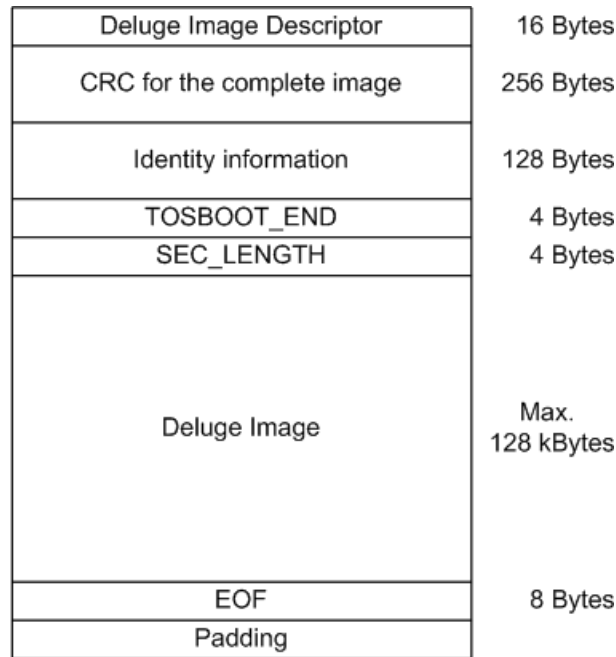 Deluge Image Descriptor 16 Bytes
CRC for the complete image 256 Bytes
Identity information 128 Bytes
TOSBOOT_END 4 Bytes
SEC_LENGTH 4 Bytes
Deluge Image
Max.
128 kBytes
EOF 8 Bytes
Padding